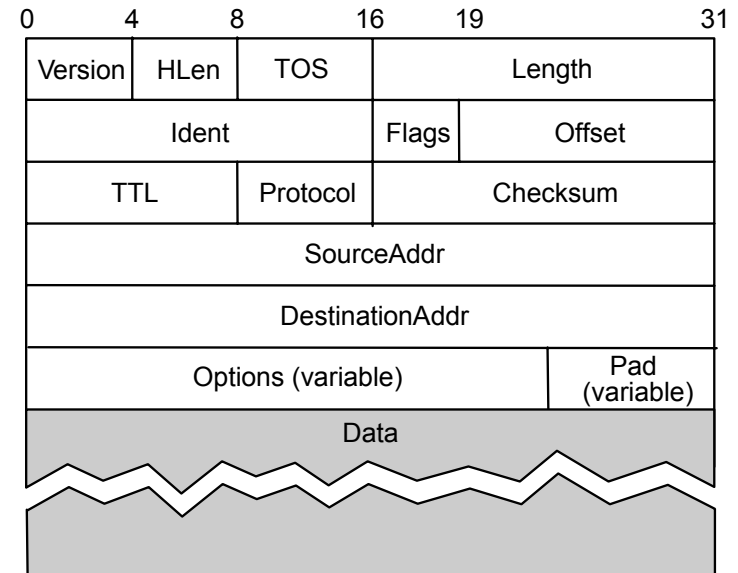 0 4 8 16 19 31
Version HLen TOS Length
Ident Flags Offset
TTL Protocol Checksum
SourceAddr
DestinationAddr
Options (variable) Pad
(variable)
Data